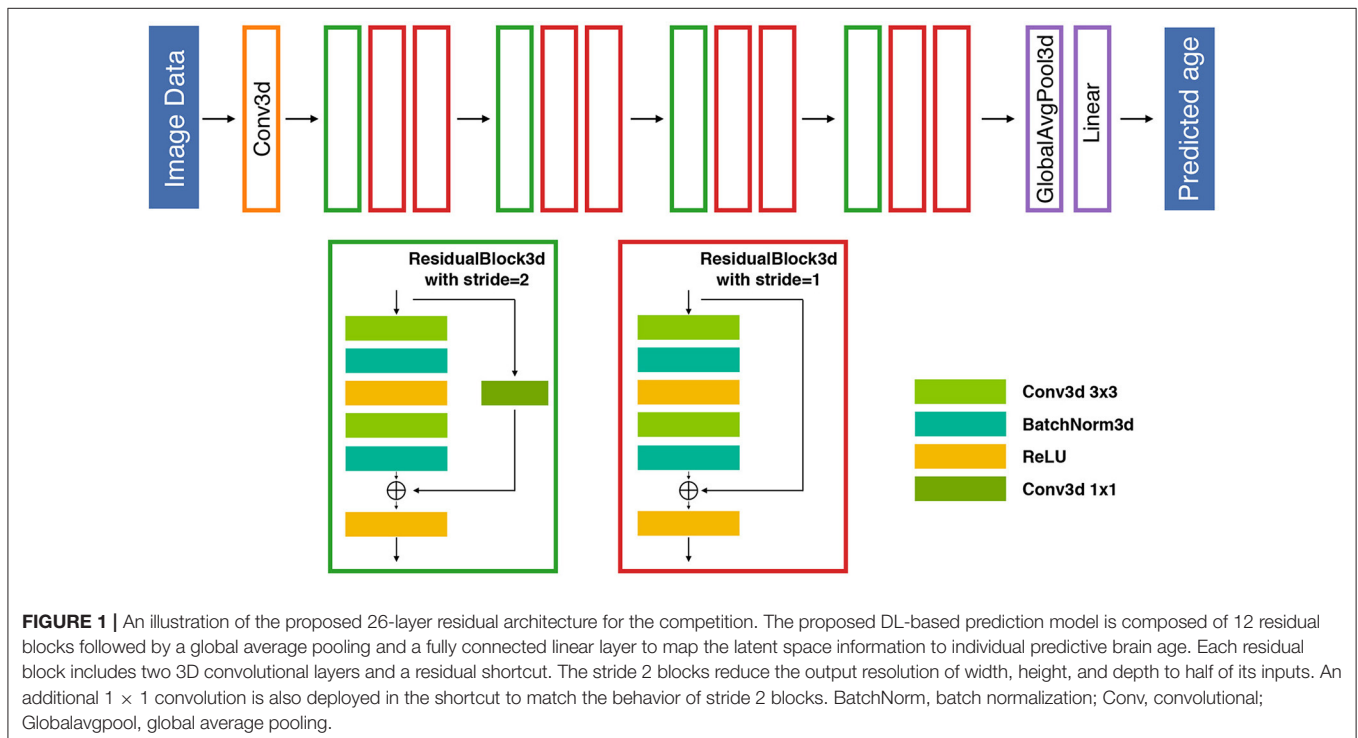 Image Data
Conv3d
GlobalAvgPool3d
Linear
Predicted age
ResidualBlock3d
with stride=2
ResidualBlock3d
with stride=1
Conv3d 3x3
BatchNorm3d
ReLU
Conv3d 1x1
FIGURE 1 | An illustration of the proposed 26-layer residual architecture for the competition. The proposed DL-based prediction model is composed of 12 residual
blocks followed by a global average pooling and a fully connected linear layer to map the latent space information to individual predictive brain age. Each residual
block includes two 3D convolutional layers and a residual shortcut. The stride 2 blocks reduce the output resolution of width, height, and depth to half of its inputs. An
additional 1 × 1 convolution is also deployed in the shortcut to match the behavior of stride 2 blocks. BatchNorm, batch normalization; Conv, convolutional;
Globalavgpool, global average pooling.